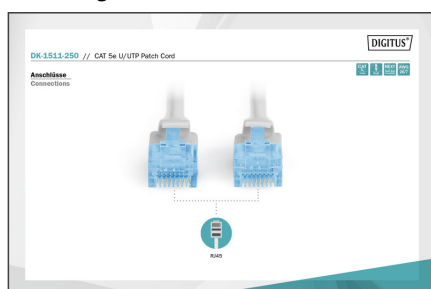 DIGITUS®
DK-1511-250 // CAT 5e U/UTP Patch Cord
Anschlüsse
Connections
RJ45